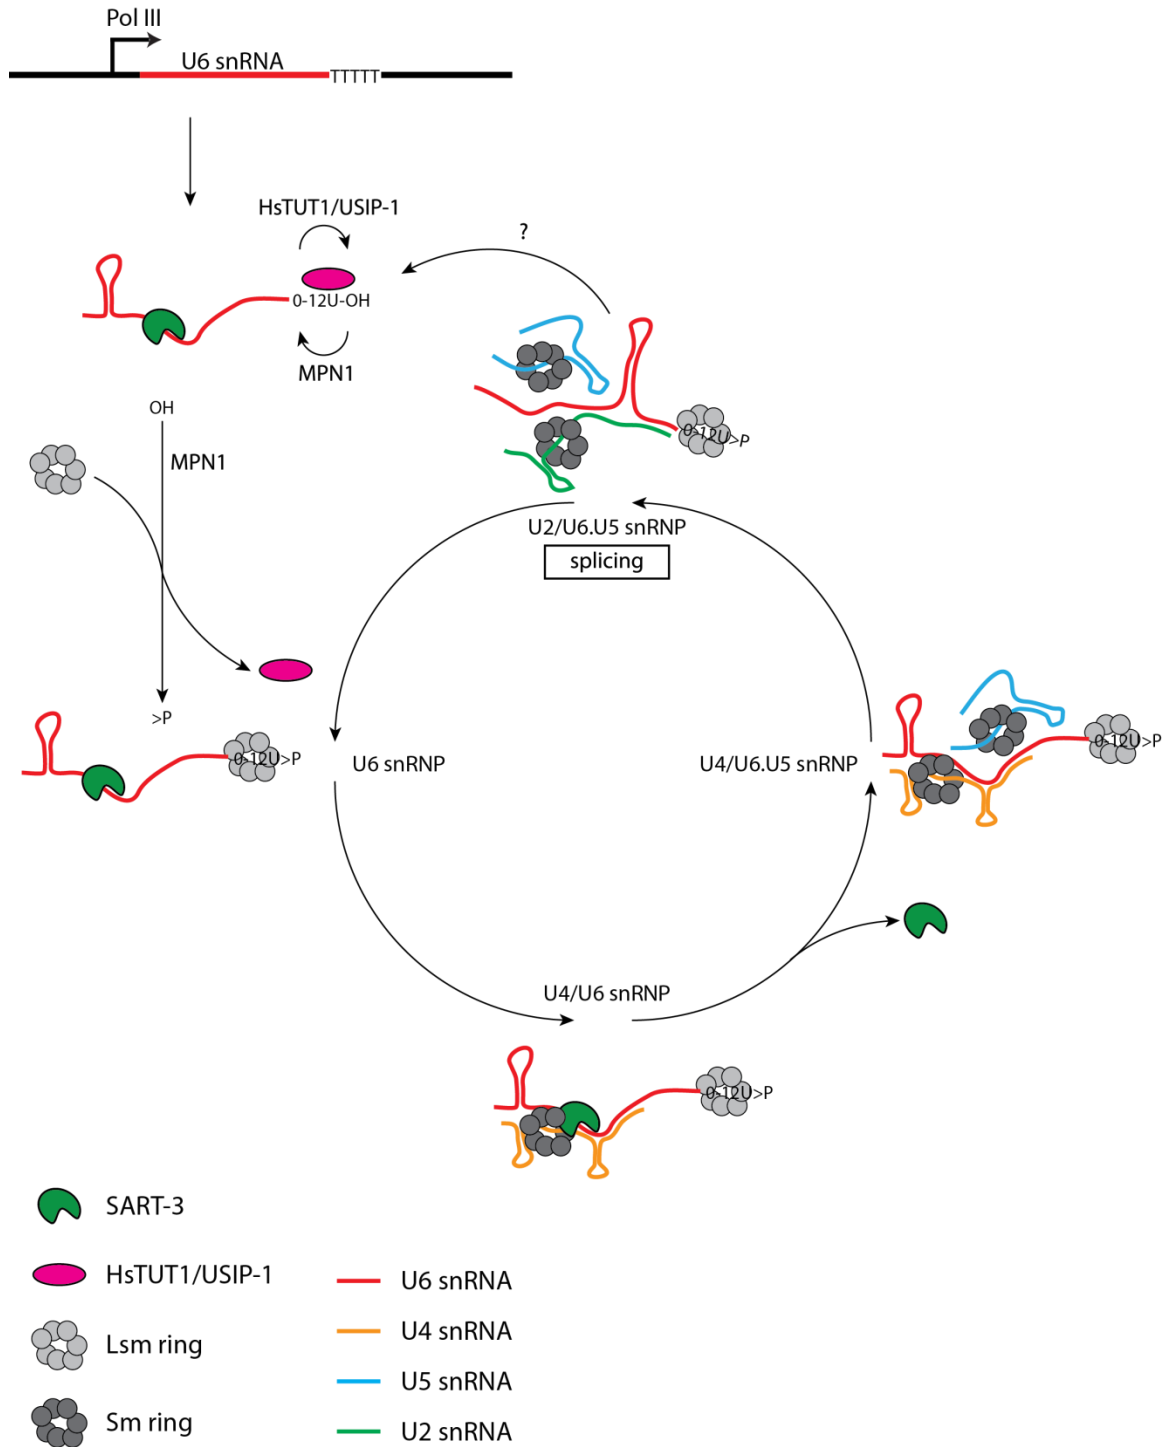 Pol III
U6 snRNA
TTTTT
HsTUT1/USIP-1
0-12U-OH
MPN1
?
0-12U>P
OH
MPN1
U2/U6.U5 snRNP
splicing
>P
0-12U>P
U6 snRNP
U4/U6.U5 snRNP
0-12U>P
U4/U6 snRNP
0-12U>P
SART-3
HsTUT1/USIP-1
Lsm ring
Sm ring
U6 snRNA
U4 snRNA
U5 snRNA
U2 snRNA